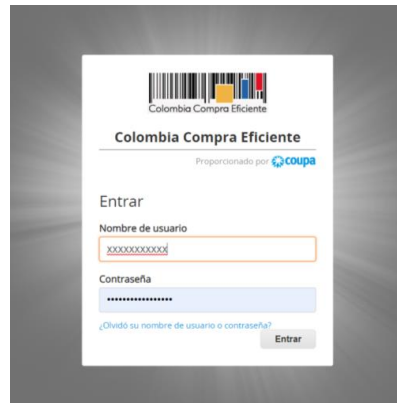 Colombia Compra Eficiente
Colombia Compra Eficiente
Proporcionado por coupa
Entrar
Nombre de usuario
xxxxxxxxxxx
Contraseña
••••••••••••••••
¿Olvidó su nombre de usuario o contraseña?
Entrar